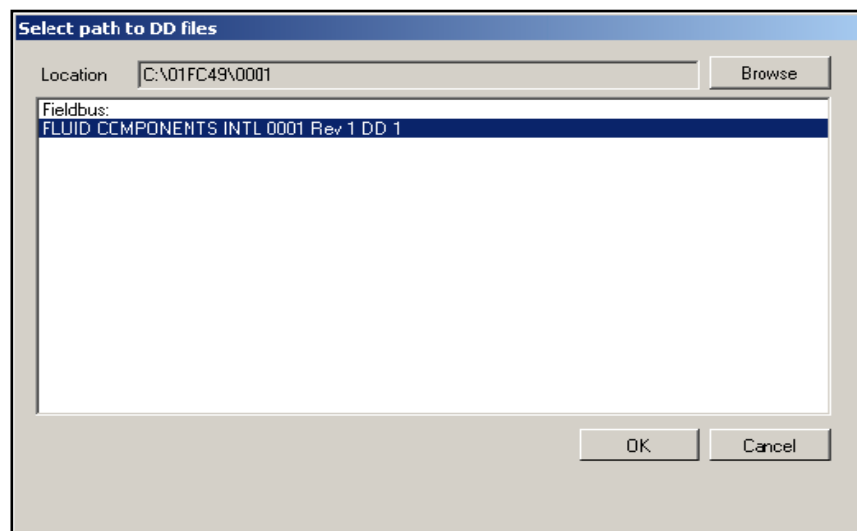 Select path to DD files
Location C:\01FC49\0001 Browse
Fieldbus:
FLUID COMPONENTS INTL 0001 Rev 1 DD 1
OK Cancel